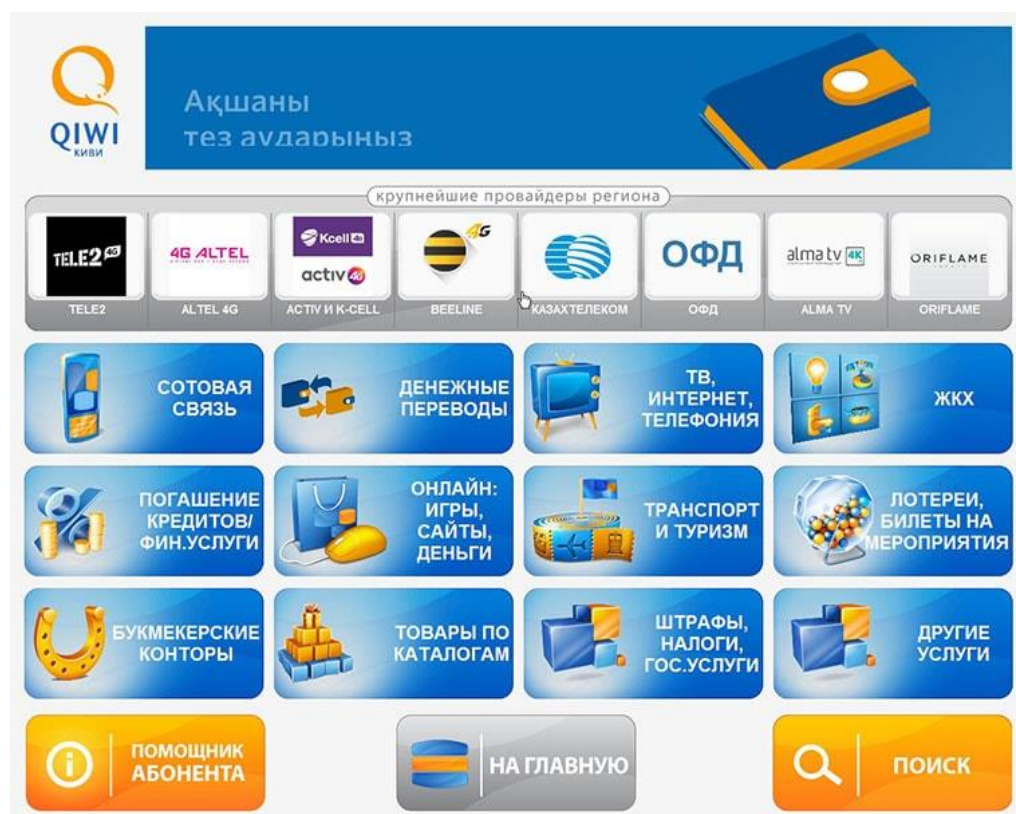 Ақшаны
тез аударыңыз
QIWI
КИВИ
крупнейшие провайдеры региона
TELE2 4G
4G ALTEL
Kcell 4G
activ 4G
4G
ОФД
alma tv 4K
ORIFLAME
TELE2
ALTEL 4G
ACTIV И K-CELL
BEELINE
КАЗАХТЕЛЕКОМ
ОФД
ALMA TV
ORIFLAME
СОТОВАЯ
СВЯЗЬ
ДЕНЕЖНЫЕ
ПЕРЕВОДЫ
ТВ,
ИНТЕРНЕТ,
ТЕЛЕФОНИЯ
ЖКХ
ПОГАШЕНИЕ
КРЕДИТОВ/
ФИН.УСЛУГИ
ОНЛАЙН:
ИГРЫ,
САЙТЫ,
ДЕНЬГИ
ТРАНСПОРТ
И ТУРИЗМ
ЛОТЕРЕИ,
БИЛЕТЫ НА
МЕРОПРИЯТИЯ
БУКМЕКЕРСКИЕ
КОНТОРЫ
ТОВАРЫ ПО
КАТАЛОГАМ
ШТРАФЫ,
НАЛОГИ,
ГОС.УСЛУГИ
ДРУГИЕ
УСЛУГИ
ПОМОЩНИК
АБОНЕНТА
НА ГЛАВНУЮ
ПОИСК